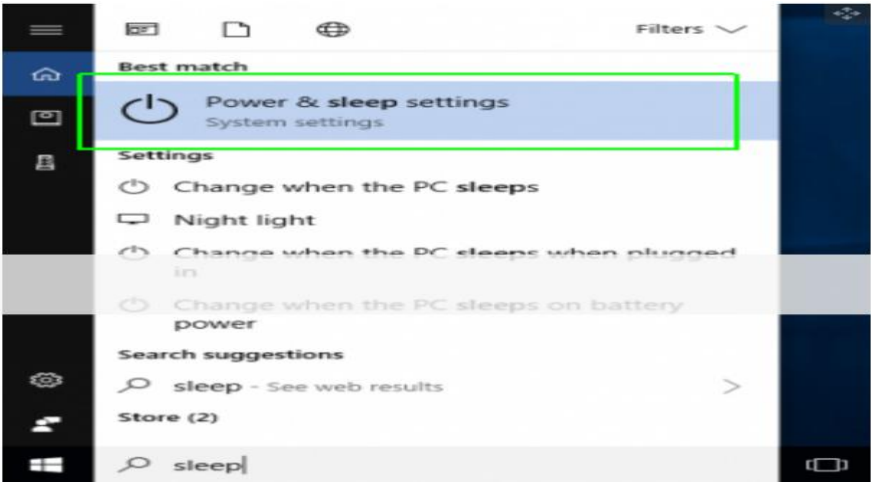 Filters
Best match
Power & sleep settings
System settings
Settings
Change when the PC sleeps
Night light
Change when the PC sleeps when plugged
in
Change when the PC sleeps on battery
power
Search suggestions
sleep - See web results
Store (2)
sleep